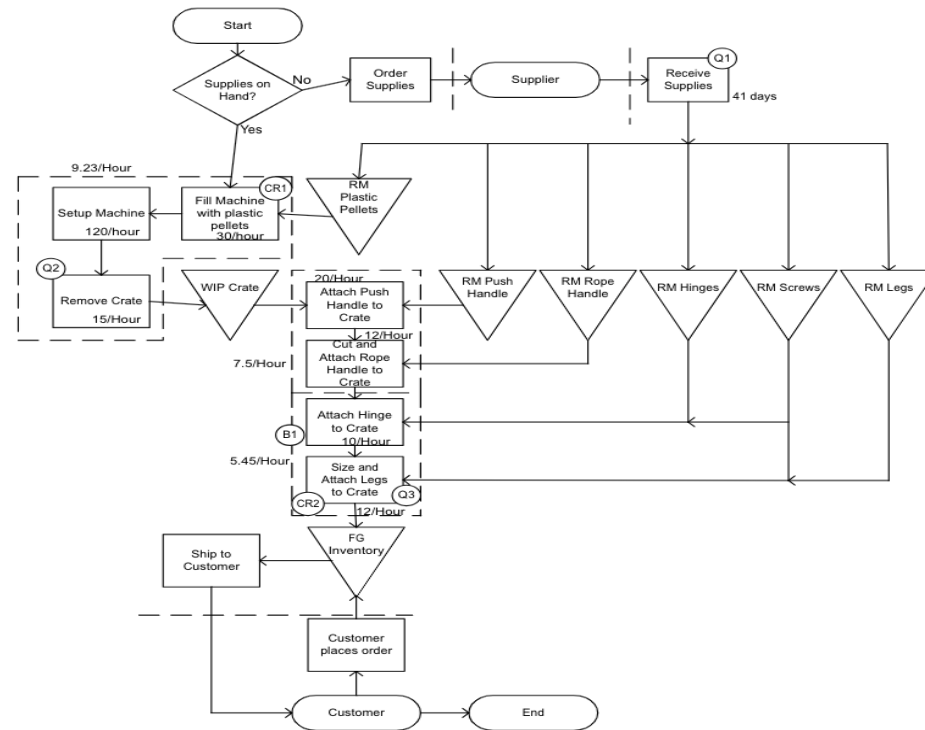 Start
Supplies on
Hand?
No
Yes
Order
Supplies
Supplier
Q1
Receive
Supplies
41 days
9.23/Hour
CR1
Fill Machine
with plastic
pellets
30/hour
Setup Machine
120/hour
RM
Plastic
Pellets
Q2
Remove Crate
15/Hour
WIP Crate
20/Hour
Attach Push
Handle to
Crate
12/Hour
RM Push
Handle
RM Rope
Handle
RM Hinges
RM Screws
RM Legs
7.5/Hour
Cut and
Attach Rope
Handle to
Crate
B1
Attach Hinge
to Crate
10/Hour
5.45/Hour
Size and
Attach Legs
to Crate
CR2
Q3
12/Hour
FG
Inventory
Ship to
Customer
Customer
places order
Customer
End